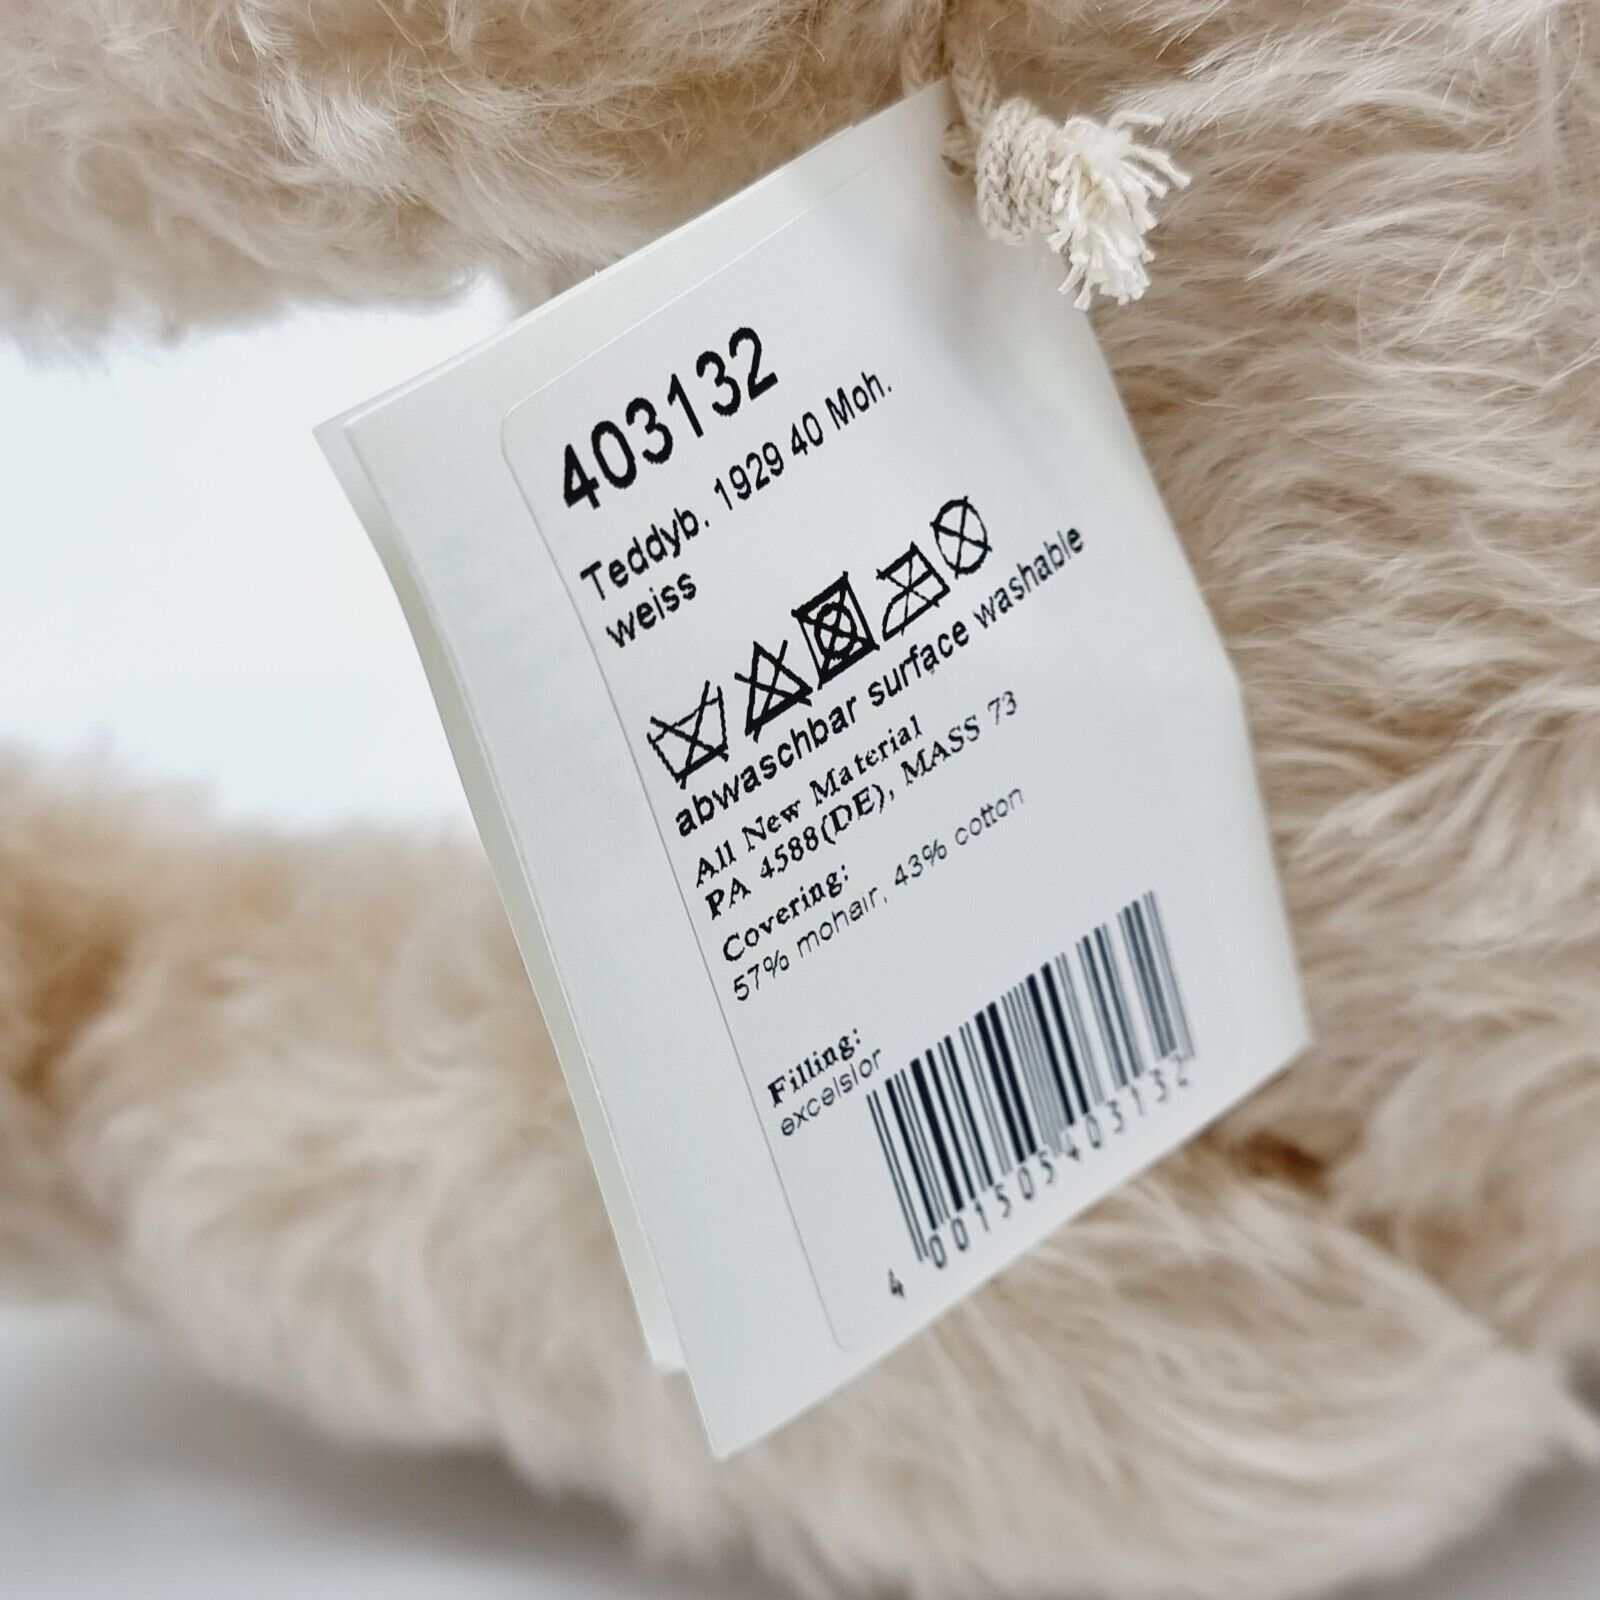 403132
Teddyb. 1929 40 Moh.
weiss
abwaschbar surface washable
All New Material
PA 4588(DE), MASS 73
Covering:
57% mohair, 43% cotton
Filling:
excelsior
4 001505 403132